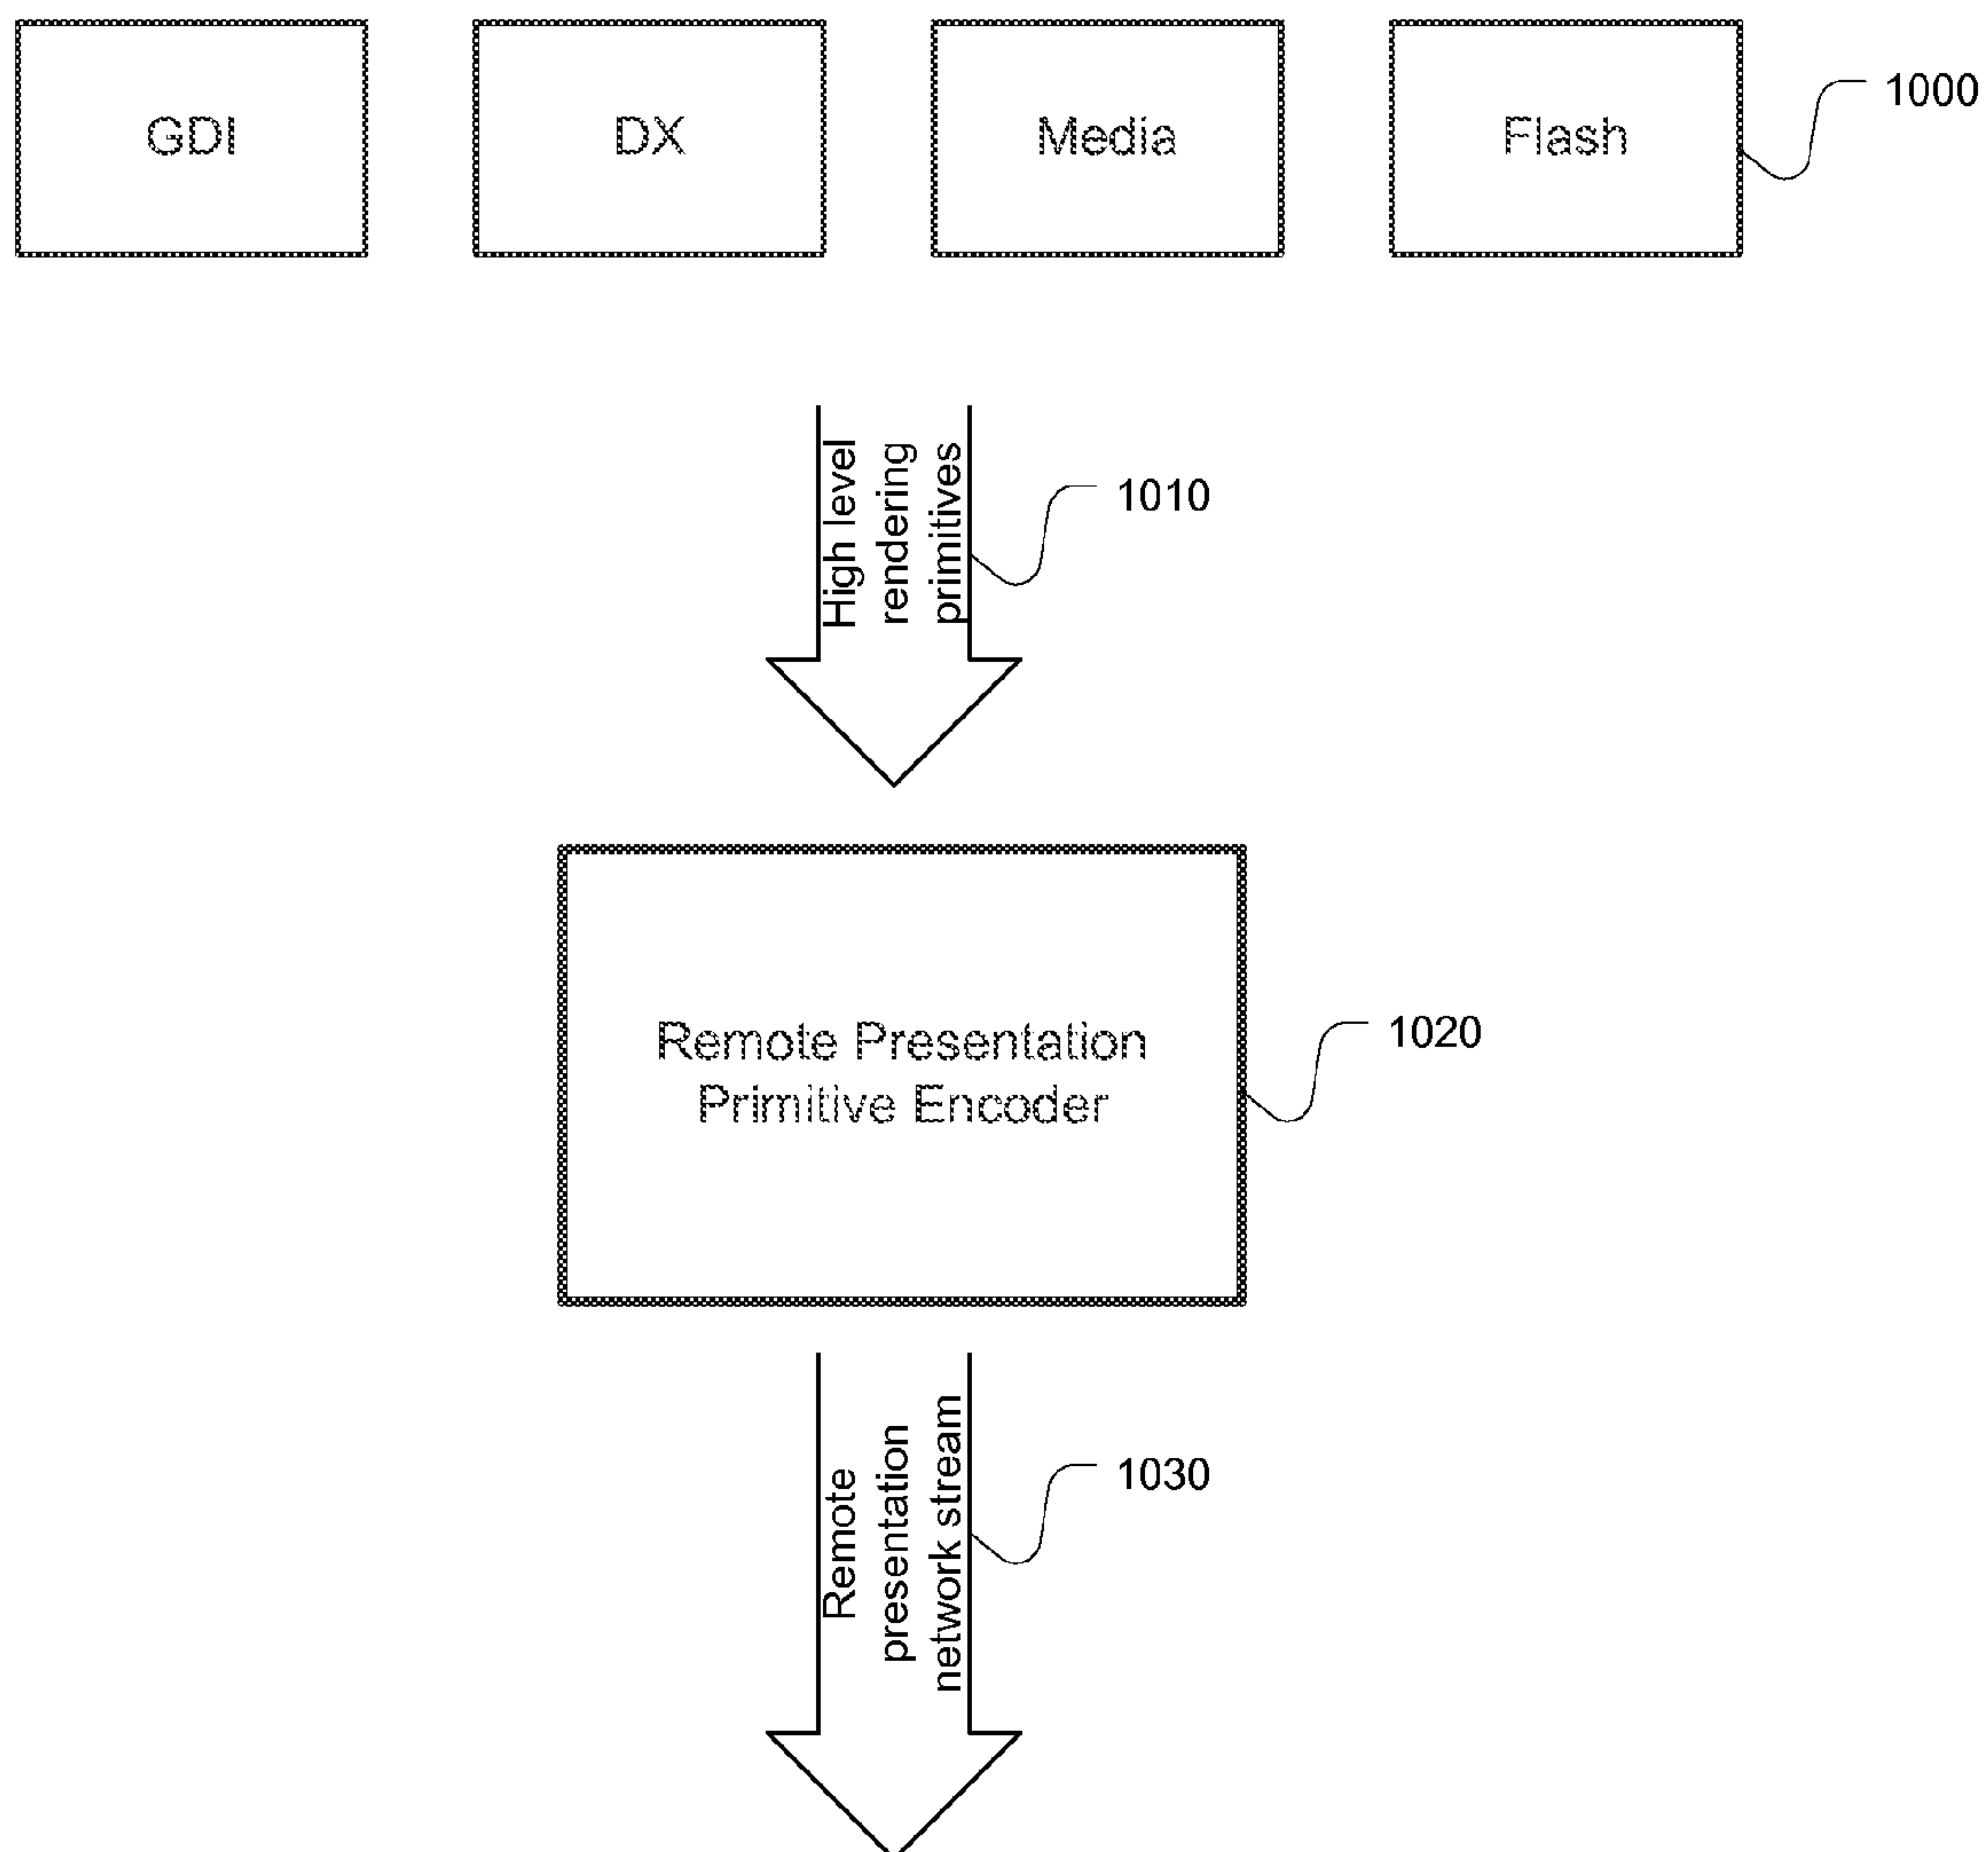 GDI
DX
Media
Flash
1000
High level
rendering
primitives
1010
Remote Presentation
Primitive Encoder
1020
Remote
presentation
network stream
1030